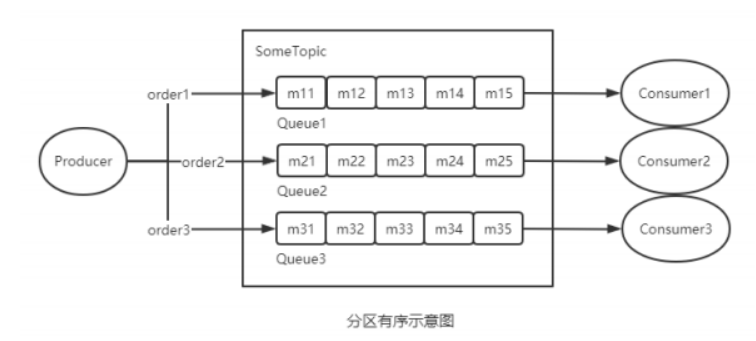 SomeTopic
order1
m11 m12 m13 m14 m15
Consumer1
Queue1
Producer
order2
m21 m22 m23 m24 m25
Consumer2
Queue2
order3
m31 m32 m33 m34 m35
Consumer3
Queue3
分区有序示意图